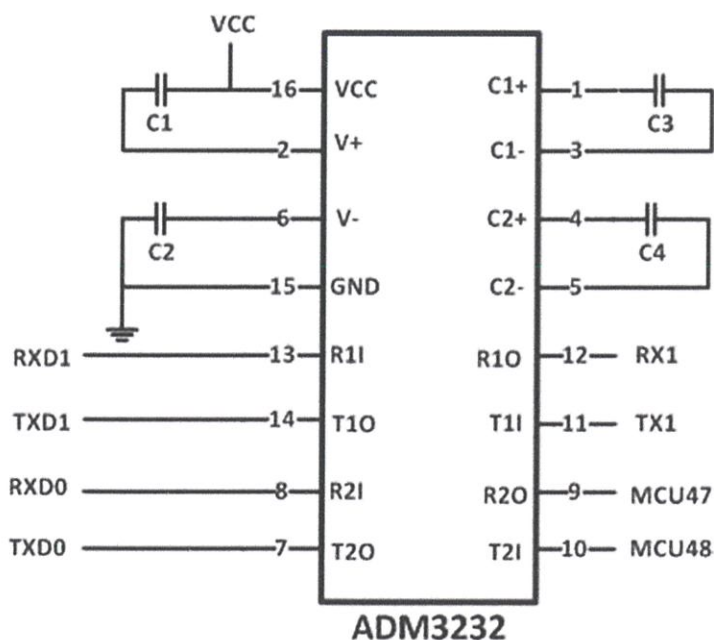 VCC
16 VCC C1+ 1
C1 C3
2 V+ C1- 3
6 V- C2+ 4
C2 C4
15 GND C2- 5
RXD1 13 R1I R1O 12 RX1
TXD1 14 T1O T1I 11 TX1
RXD0 8 R2I R2O 9 MCU47
TXD0 7 T2O T2I 10 MCU48
ADM3232